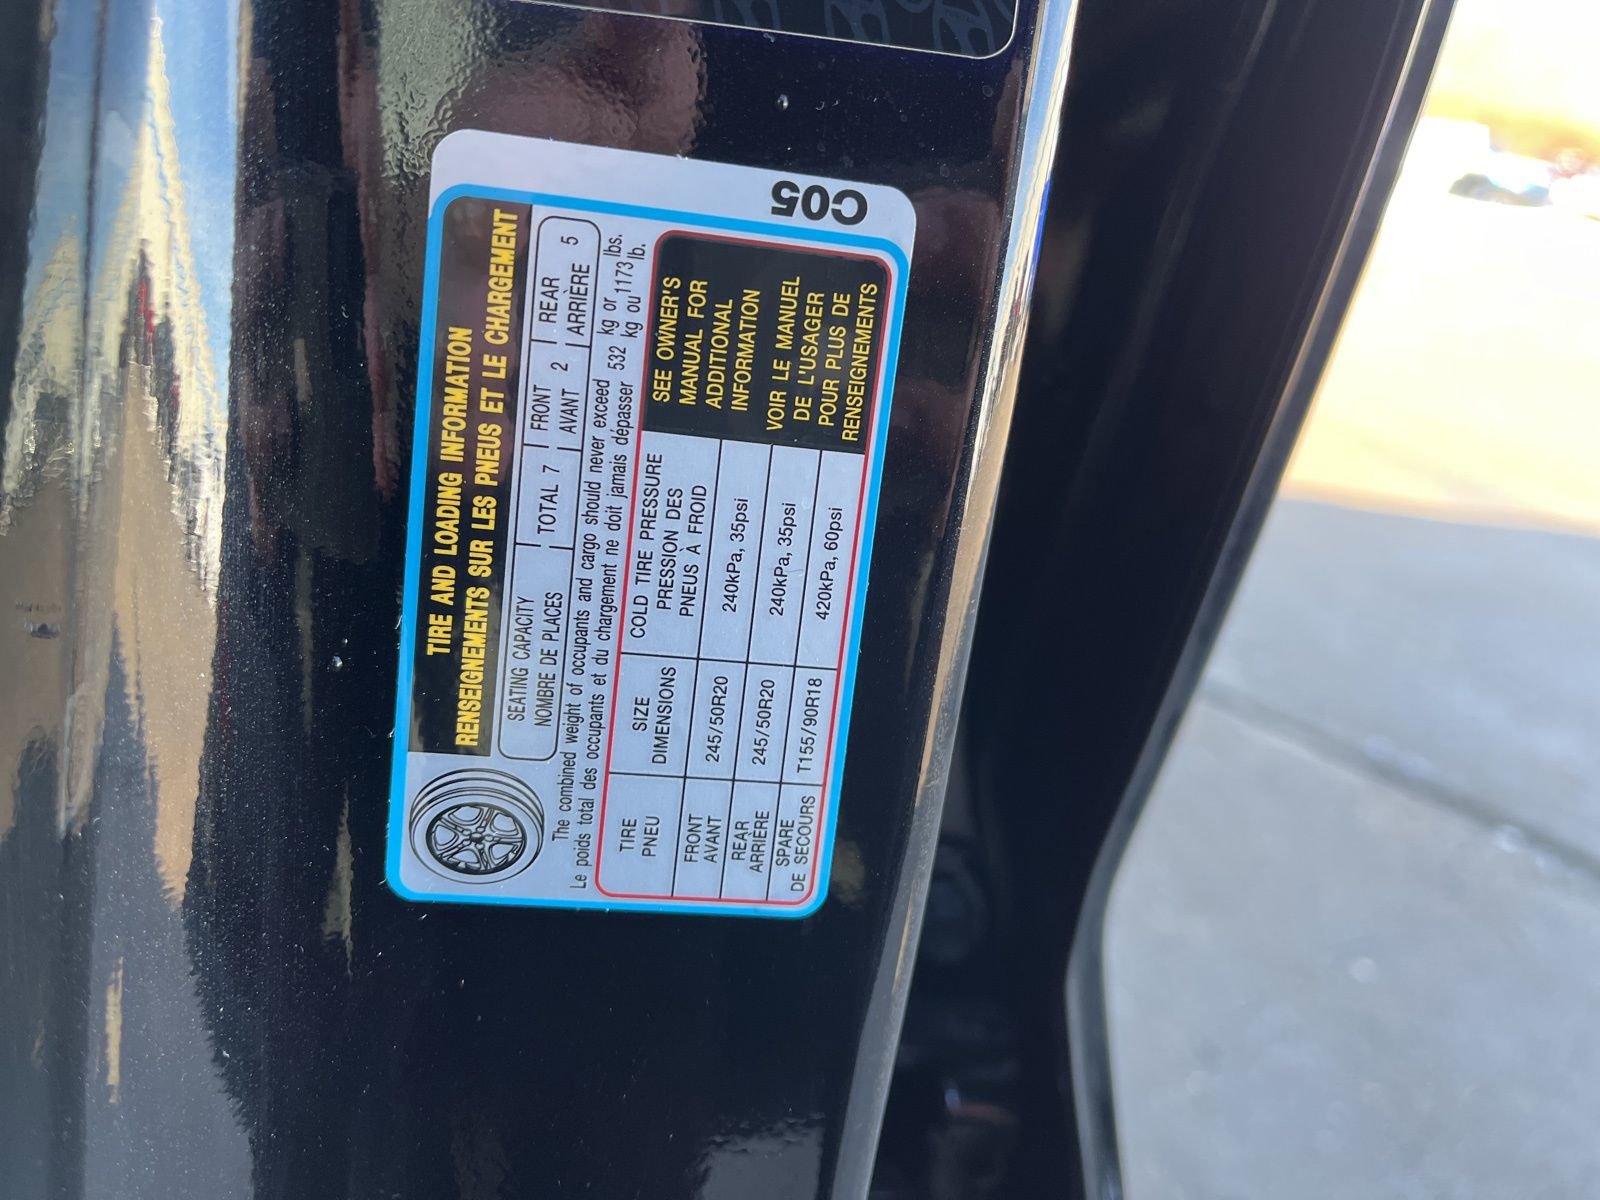 C05
TIRE AND LOADING INFORMATION
RENSEIGNEMENTS SUR LES PNEUS ET LE CHARGEMENT
SEATING CAPACITY TOTAL 7 FRONT 2 REAR 5
NOMBRE DE PLACES AVANT ARRIÈRE
The combined weight of occupants and cargo should never exceed 532 kg or 1173 lbs.
Le poids total des occupants et du chargement ne doit jamais dépasser kg ou lb.
TIRE SIZE COLD TIRE PRESSURE
PNEU DIMENSIONS PRESSION DES
PNEUS À FROID
FRONT 245/50R20 240kPa, 35psi
AVANT
REAR 245/50R20 240kPa, 35psi
ARRIÈRE
SPARE T155/90R18 420kPa, 60psi
DE SECOURS
SEE OWNER'S
MANUAL FOR
ADDITIONAL
INFORMATION
VOIR LE MANUEL
DE L'USAGER
POUR PLUS DE
RENSEIGNEMENTS